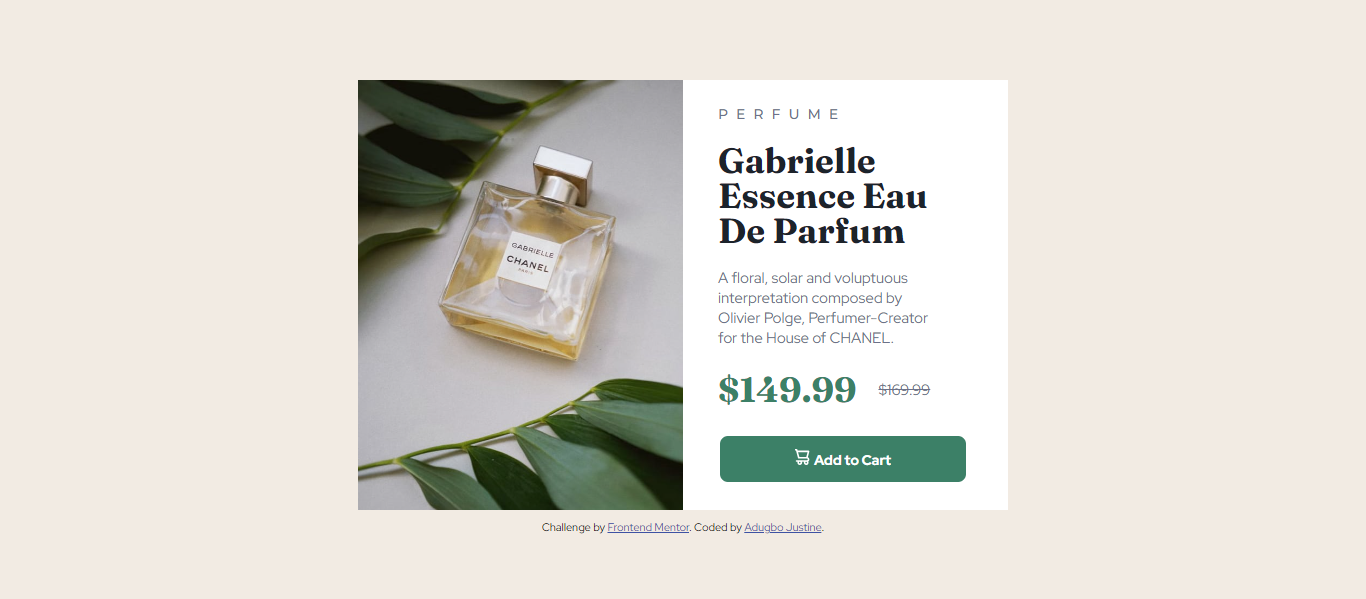 GABRIELLE
CHANEL
PARIS
PERFUME
Gabrielle
Essence Eau
De Parfum
A floral, solar and voluptuous
interpretation composed by
Olivier Polge, Perfumer-Creator
for the House of CHANEL.
$149.99 $169.99
Add to Cart
Challenge by Frontend Mentor. Coded by Adugbo Justine.